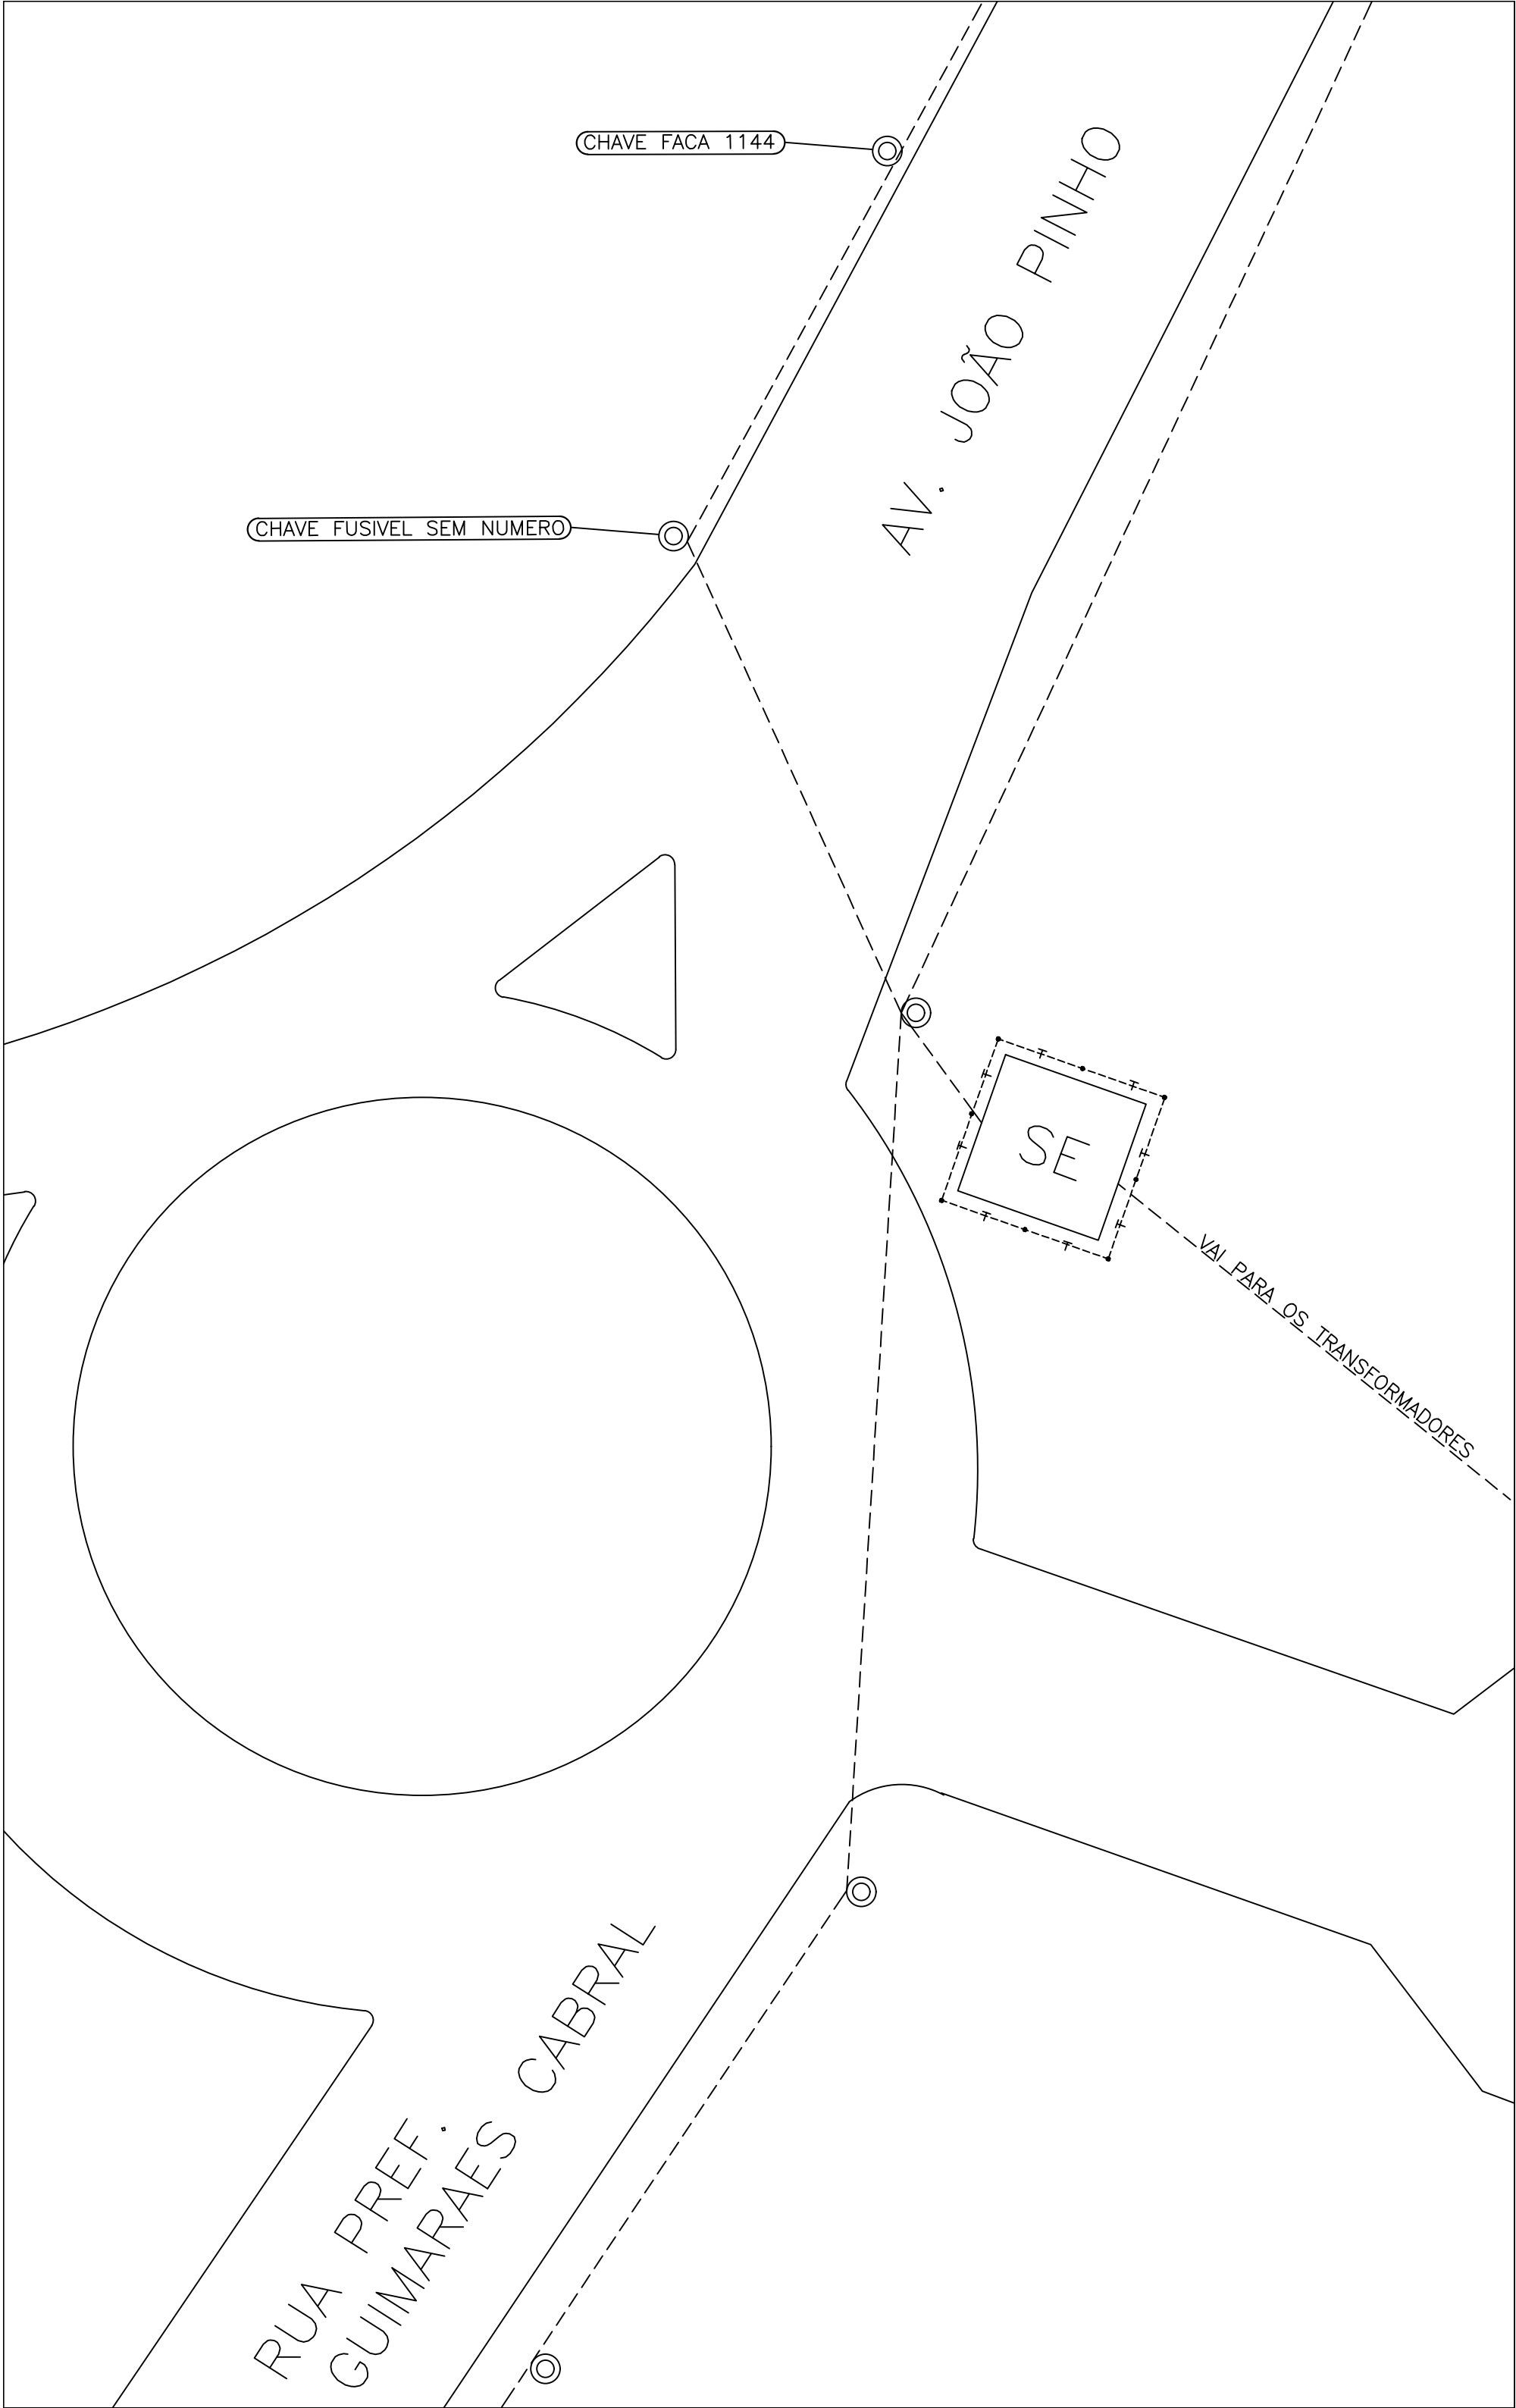 CHAVE FACA 1144
AV. JOÃO PINHO
CHAVE FUSIVEL SEM NUMERO
SE
VAI PARA OS TRANSFORMADORES
RUA PREF.
GUIMARAES CABRAL